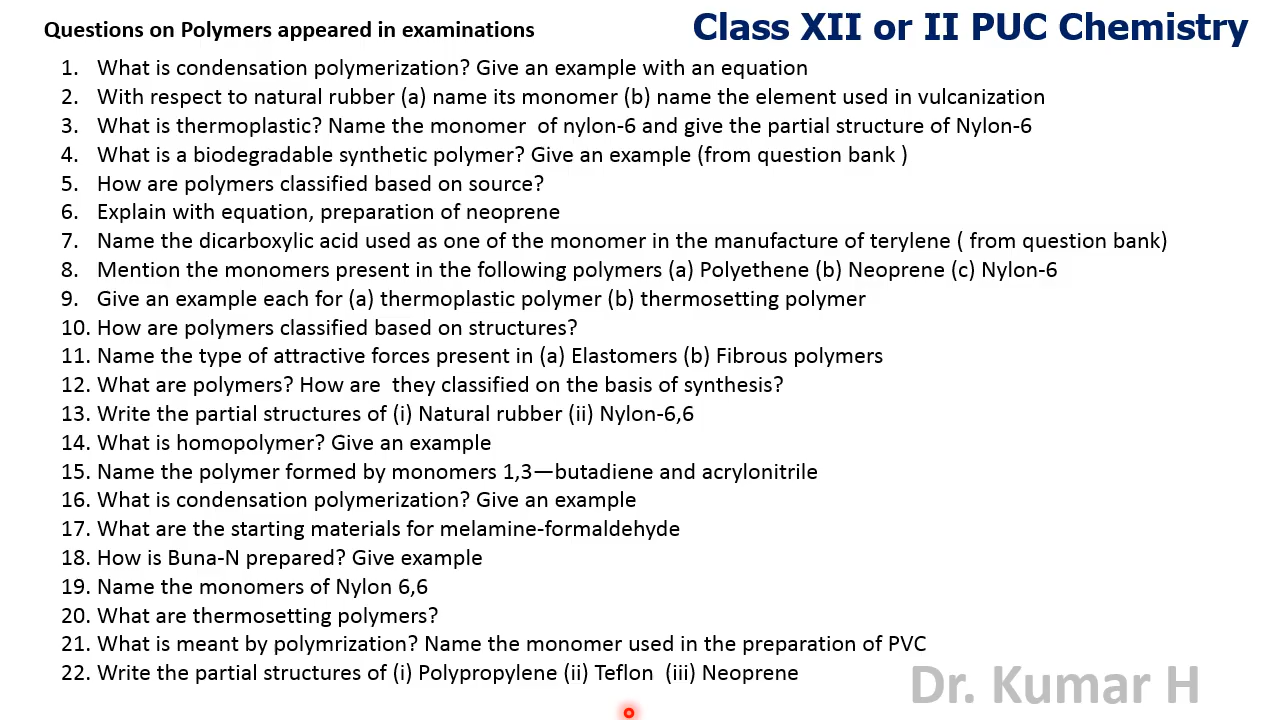 Questions on Polymers appeared in examinations
Class XII or II PUC Chemistry
1. What is condensation polymerization? Give an example with an equation
2. With respect to natural rubber (a) name its monomer (b) name the element used in vulcanization
3. What is thermoplastic? Name the monomer of nylon-6 and give the partial structure of Nylon-6
4. What is a biodegradable synthetic polymer? Give an example (from question bank )
5. How are polymers classified based on source?
6. Explain with equation, preparation of neoprene
7. Name the dicarboxylic acid used as one of the monomer in the manufacture of terylene ( from question bank)
8. Mention the monomers present in the following polymers (a) Polyethene (b) Neoprene (c) Nylon-6
9. Give an example each for (a) thermoplastic polymer (b) thermosetting polymer
10. How are polymers classified based on structures?
11. Name the type of attractive forces present in (a) Elastomers (b) Fibrous polymers
12. What are polymers? How are they classified on the basis of synthesis?
13. Write the partial structures of (i) Natural rubber (ii) Nylon-6,6
14. What is homopolymer? Give an example
15. Name the polymer formed by monomers 1,3—butadiene and acrylonitrile
16. What is condensation polymerization? Give an example
17. What are the starting materials for melamine-formaldehyde
18. How is Buna-N prepared? Give example
19. Name the monomers of Nylon 6,6
20. What are thermosetting polymers?
21. What is meant by polymrization? Name the monomer used in the preparation of PVC
22. Write the partial structures of (i) Polypropylene (ii) Teflon (iii) Neoprene
Dr. Kumar H